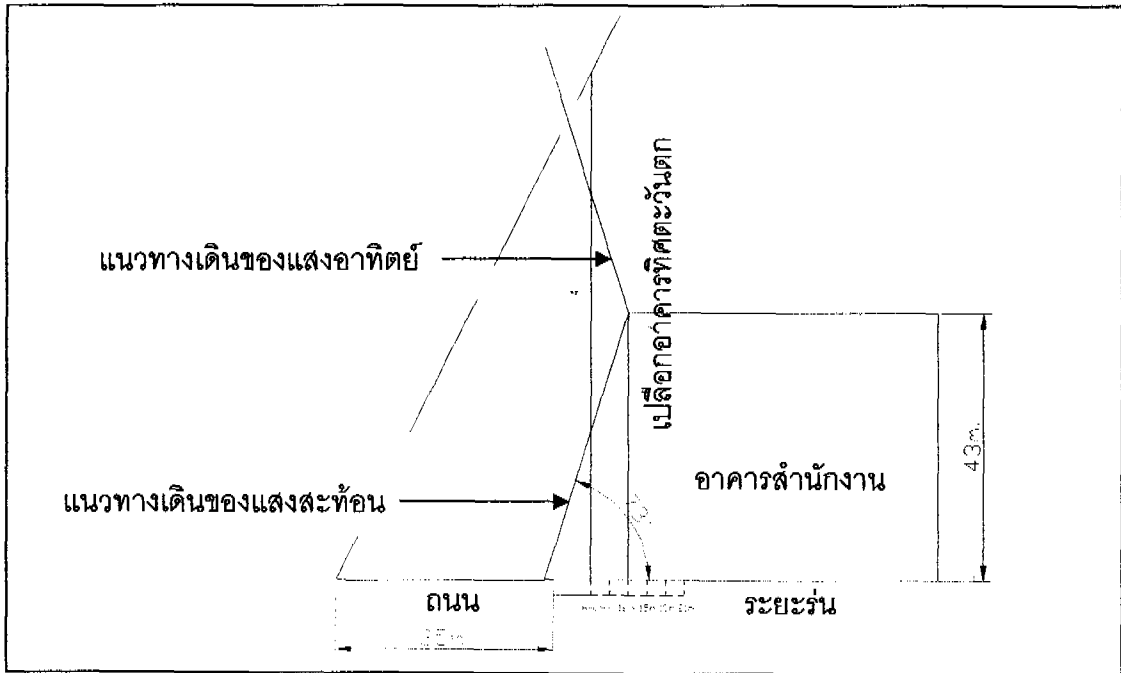 เปลือกอาคารทิศตะวันตก
แนวทางเดินของแสงอาทิตย์
43m.
อาคารสำนักงาน
แนวทางเดินของแสงสะท้อน
ถนน
ระยะร่น